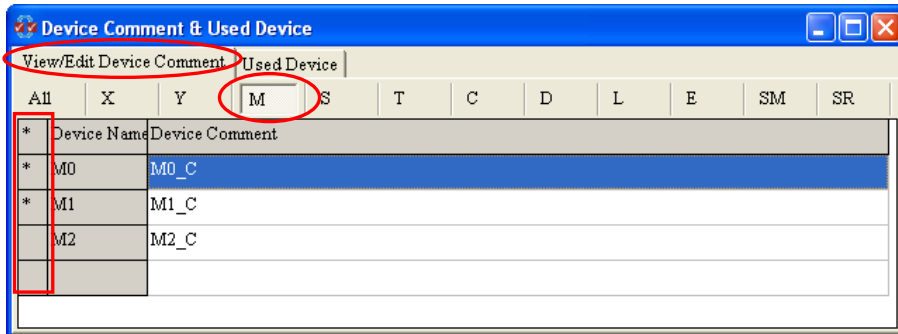 Device Comment & Used Device
View/Edit Device Comment Used Device
All X Y M S T C D L E SM SR
* Device Name Device Comment
* M0 M0_C
* M1 M1_C
M2 M2_C